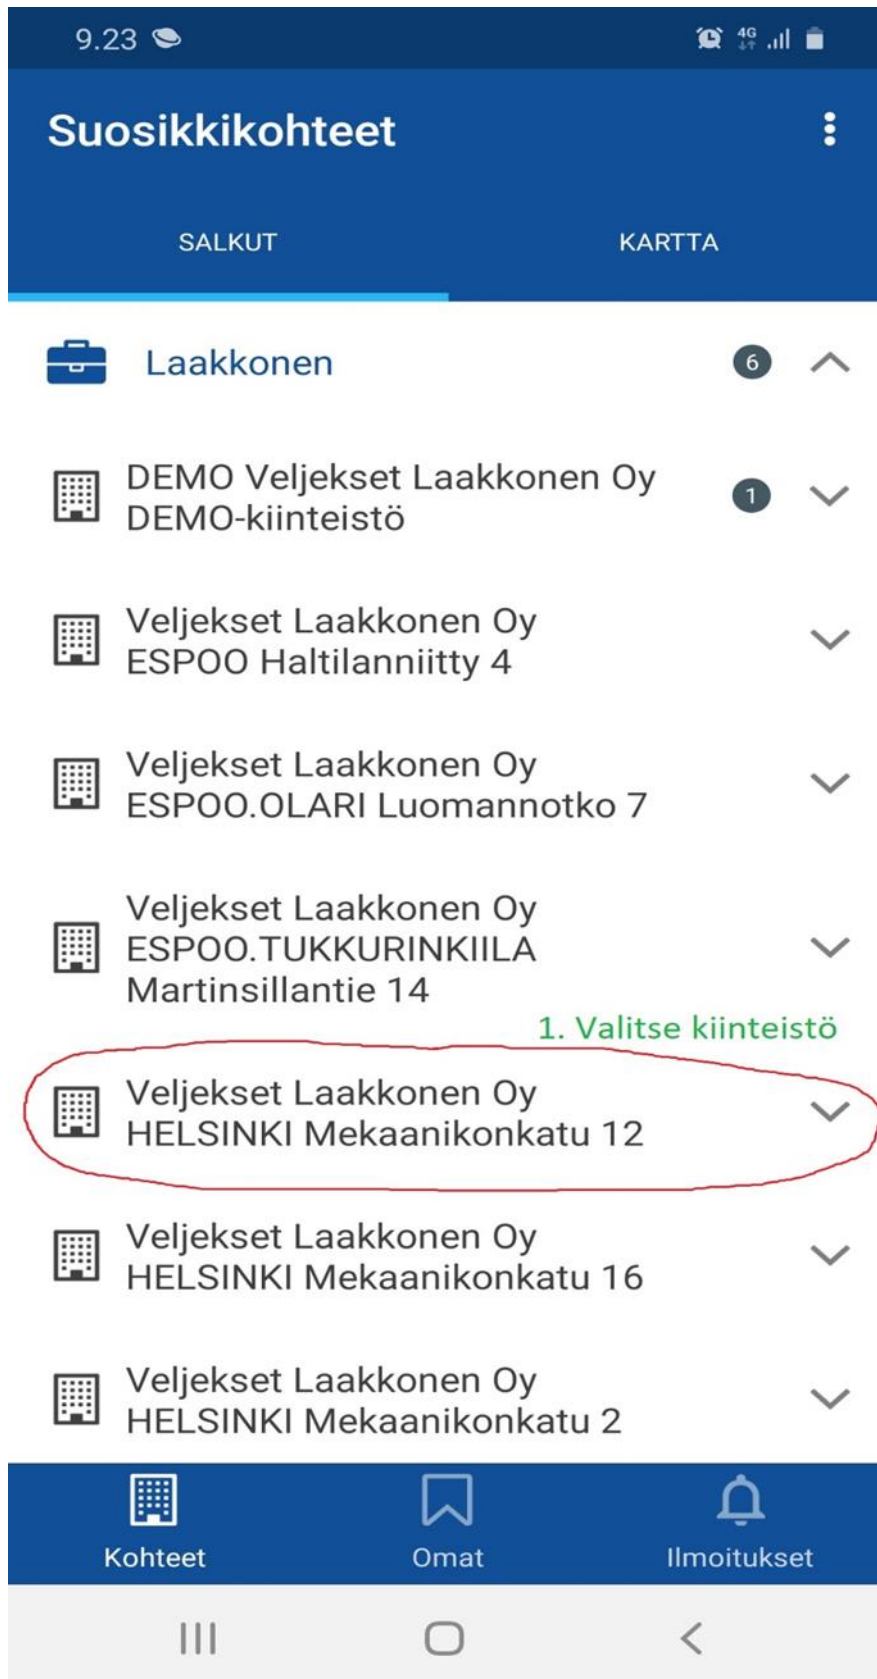 9.23
4G
Suosikkikohteet
SALKUT
KARTTA
Laakkonen
6
DEMO Veljekset Laakkonen Oy
DEMO-kiinteistö
1
Veljekset Laakkonen Oy
ESPOO Haltilanniitty 4
Veljekset Laakkonen Oy
ESPOO.OLARI Luomannotko 7
Veljekset Laakkonen Oy
ESPOO.TUKKURINKIILA
Martinsillantie 14
1. Valitse kiinteistö
Veljekset Laakkonen Oy
HELSINKI Mekaanikonkatu 12
Veljekset Laakkonen Oy
HELSINKI Mekaanikonkatu 16
Veljekset Laakkonen Oy
HELSINKI Mekaanikonkatu 2
Kohteet
Omat
Ilmoitukset